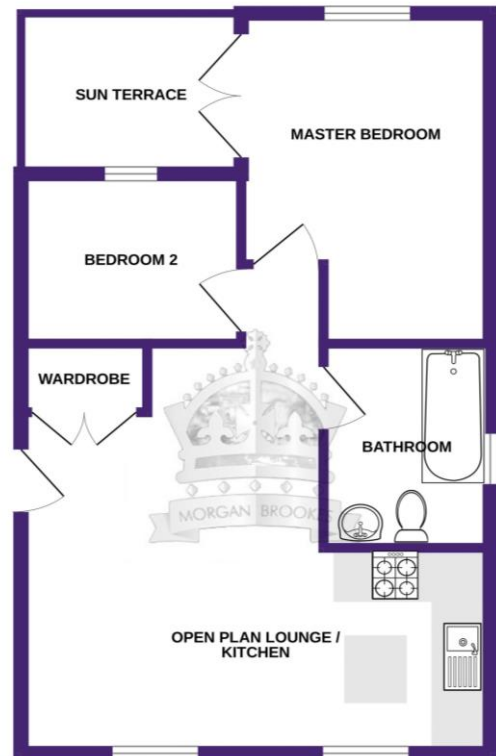 SUN TERRACE
MASTER BEDROOM
BEDROOM 2
WARDROBE
BATHROOM
MORGAN BROOKES
OPEN PLAN LOUNGE /
KITCHEN